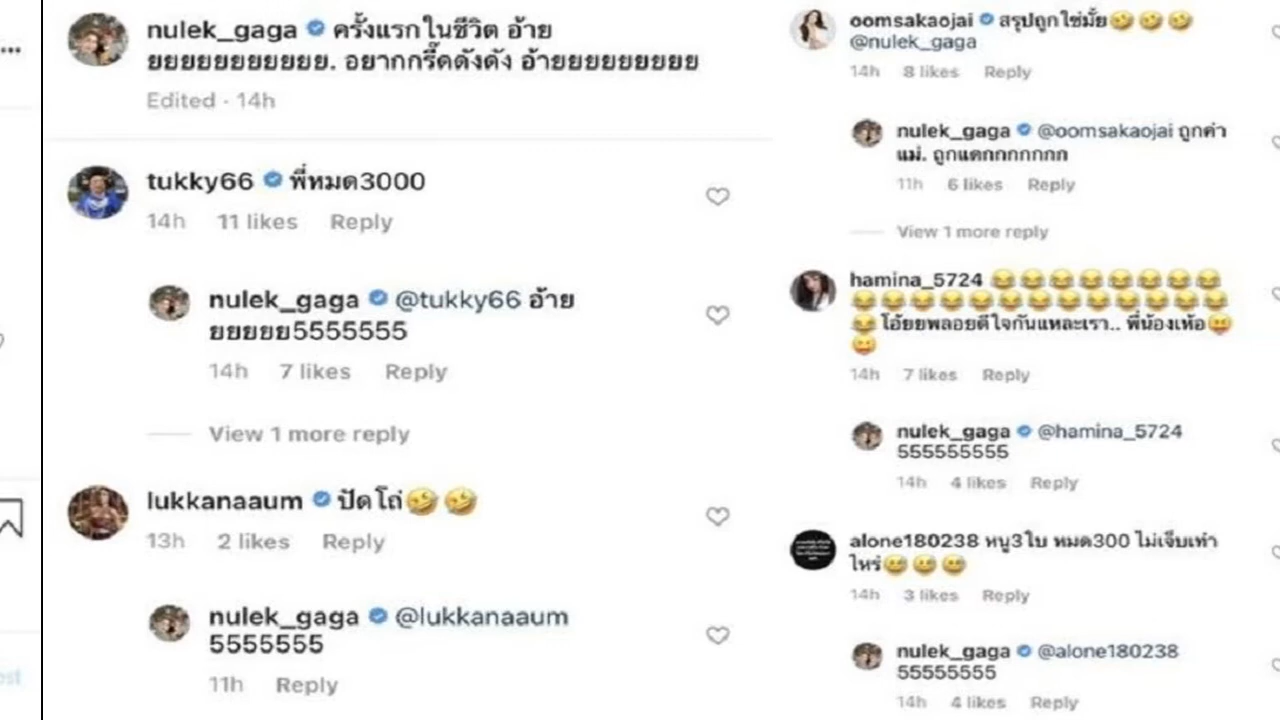 nulek_gaga ครั้งแรกในชีวิต อ้าย
ยยยยยยยยยยย. อยากกรี๊ดดังดัง อ้ายยยยยยยยยย
Edited · 14h
tukky66 พี่หมด3000
14h 11 likes Reply
nulek_gaga @tukky66 อ้าย
ยยยยย5555555
14h 7 likes Reply
View 1 more reply
lukkanaaum ปัดโถ่🤣🤣
13h 2 likes Reply
nulek_gaga @lukkanaaum
5555555
11h Reply
oomsakaojai สรุปถูกใช่มั้ย🤣🤣🤣
@nulek_gaga
14h 8 likes Reply
nulek_gaga @oomsakaojai ถูกค่า
แม่. ถูกแดกกกกกกก
11h 6 likes Reply
View 1 more reply
hamina_5724 😂😂😂😂😂😂😂😂
😂😂😂😂😂😂😂😂😂😂😂😂😂
😂โอ้ยยพลอยดีใจกันแหละเรา.. พี่น้องเห้อ😝
😝
14h 7 likes Reply
nulek_gaga @hamina_5724
555555555
14h 4 likes Reply
alone180238 หนู3ใบ หมด300 ไม่เจ็บเท่า
ไหร่😅😅😅
14h 3 likes Reply
nulek_gaga @alone180238
55555555
14h 4 likes Reply